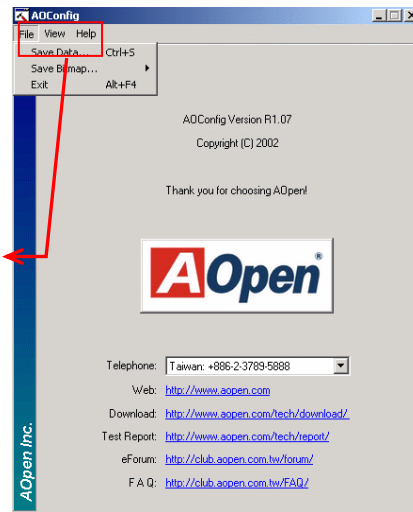 AOConfig
File View Help
Save Data... Ctrl+S
Save Bitmap...
Exit Alt+F4
AOConfig Version R1.07
Copyright (C) 2002
Thank you for choosing AOpen!
AOpen®
Telephone: Taiwan: +886-2-3789-5888
Web: http://www.aopen.com
Download: http://www.aopen.com/tech/download/
Test Report: http://www.aopen.com/tech/report/
eForum: http://club.aopen.com.tw/forum/
F A Q: http://club.aopen.com.tw/FAQ/
AOpen Inc.